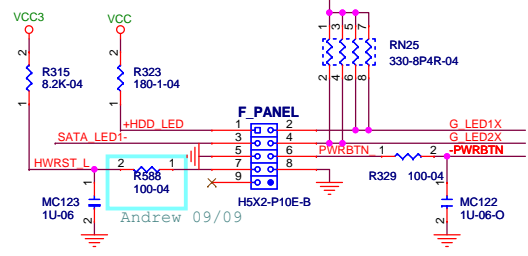 VCC3
VCC
2
R315
8.2K-04
1
2
R323
180-1-04
1
1 3 5 7
RN25
330-8P4R-04
2 4 6 8
F_PANEL
+HDD_LED
1 2
G_LED1X
SATA_LED1-
3 4
G_LED2X
5 6
PWRBTN_
1 2
-PWRBTN
HWRST_L
2 1
7 8
R588
100-04
R329 100-04
9
H5X2-P10E-B
MC123
1U-06
Andrew 09/09
MC122
1U-06-O